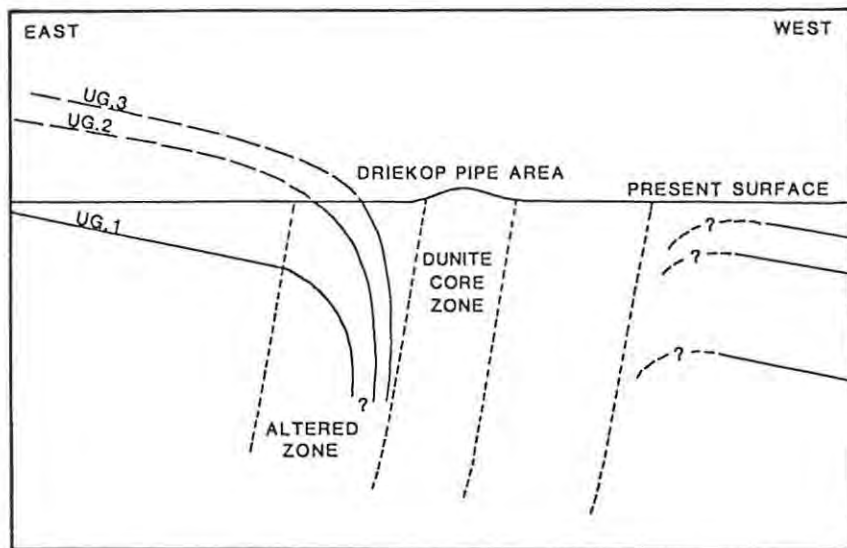 EAST
WEST
UG.3
UG.2
DRIEKOP PIPE AREA
PRESENT SURFACE
UG.1
?
?
DUNITE
CORE
ZONE
?
?
ALTERED
ZONE